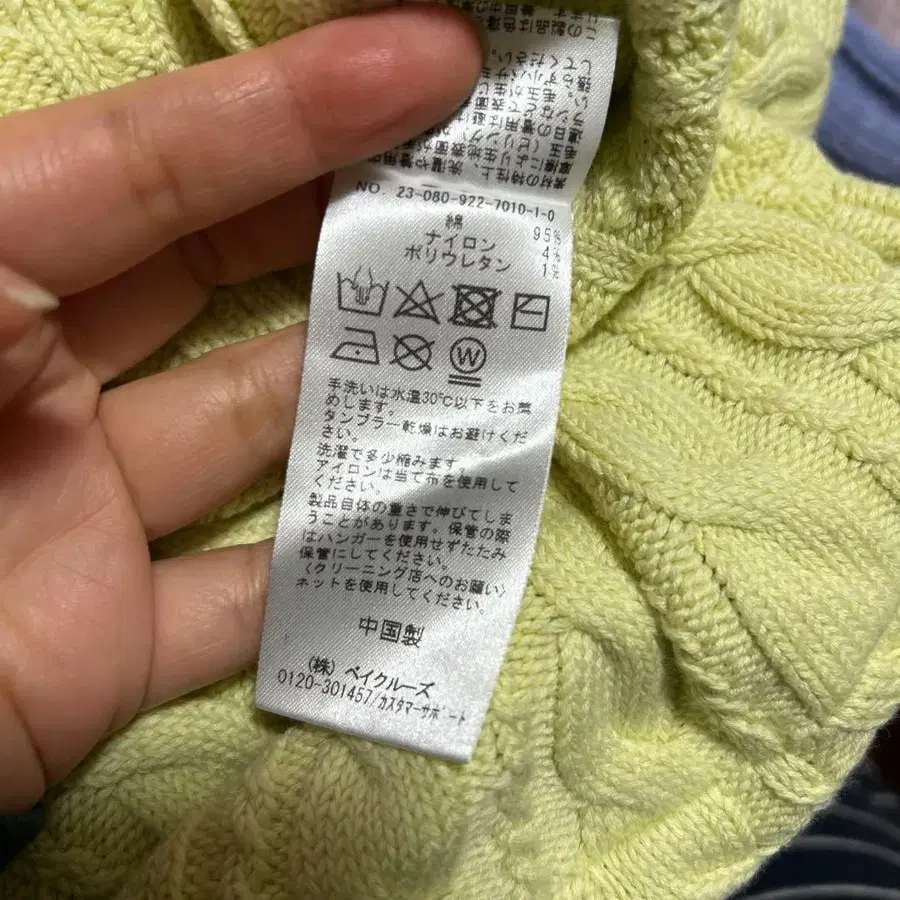 NO. 23-080-922-7010-1-0
綿 95%
ナイロン 4%
ポリウレタン 1%
W
手洗いは水温30℃以下をお奨
めします。
タンブラー乾燥はお避けくだ
さい。
洗濯で多少縮みます。
アイロンは当て布を使用して
ください。
製品自体の重さで伸びてしま
うことがあります。保管の際
はハンガーを使用せずたたみ
保管にしてください。
〈クリーニング店へのお願い〉
ネットを使用してください。
中国製
(株) ベイクルーズ
0120-301457/カスタマーサポート